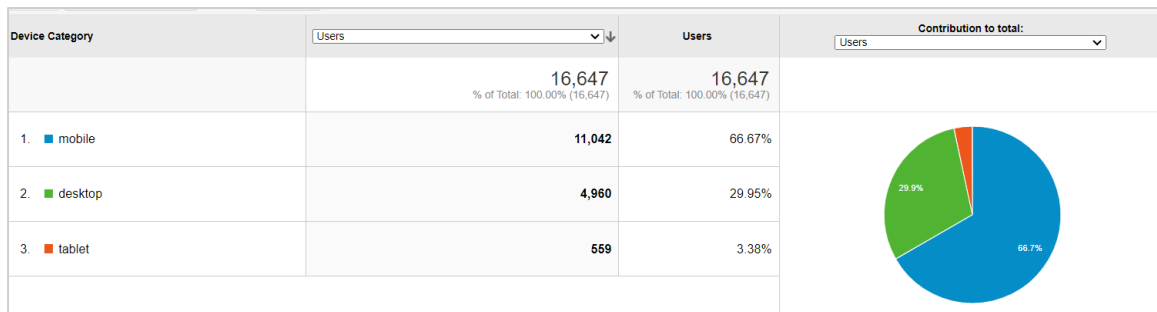 Device Category
Users
Users
Contribution to total:
Users
16,647
% of Total: 100.00% (16,647)
16,647
% of Total: 100.00% (16,647)
1. mobile 11,042 66.67%
2. desktop 4,960 29.95%
3. tablet 559 3.38%
29.9%
66.7%